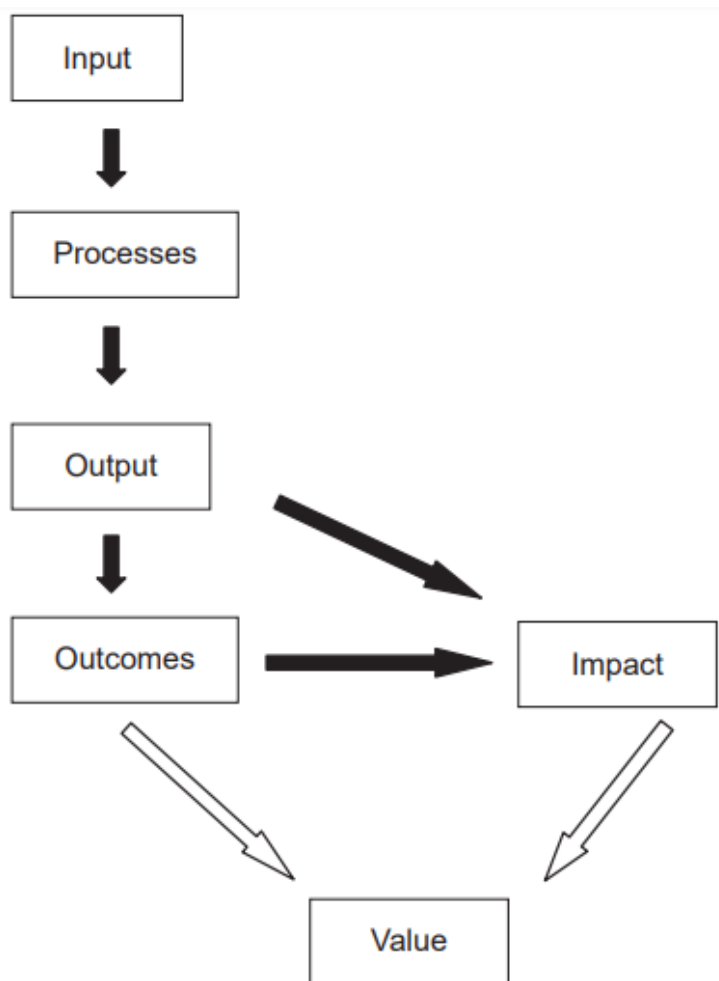 Input
Processes
Output
Outcomes
Impact
Value